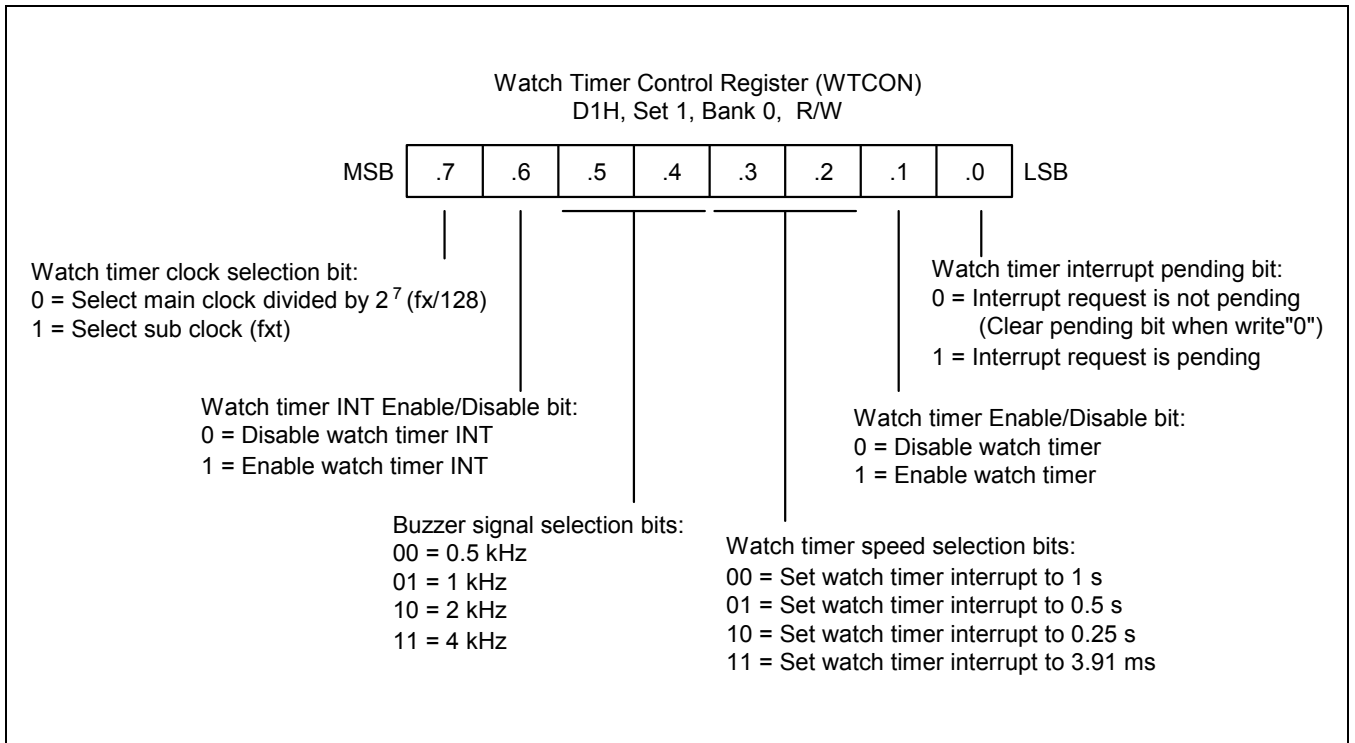 Watch Timer Control Register (WTCON)
D1H, Set 1, Bank 0, R/W
MSB .7 .6 .5 .4 .3 .2 .1 .0 LSB
Watch timer clock selection bit:
0 = Select main clock divided by 2⁷ (fx/128)
1 = Select sub clock (fxt)
Watch timer interrupt pending bit:
0 = Interrupt request is not pending
(Clear pending bit when write"0")
1 = Interrupt request is pending
Watch timer INT Enable/Disable bit:
0 = Disable watch timer INT
1 = Enable watch timer INT
Watch timer Enable/Disable bit:
0 = Disable watch timer
1 = Enable watch timer
Buzzer signal selection bits:
00 = 0.5 kHz
01 = 1 kHz
10 = 2 kHz
11 = 4 kHz
Watch timer speed selection bits:
00 = Set watch timer interrupt to 1 s
01 = Set watch timer interrupt to 0.5 s
10 = Set watch timer interrupt to 0.25 s
11 = Set watch timer interrupt to 3.91 ms